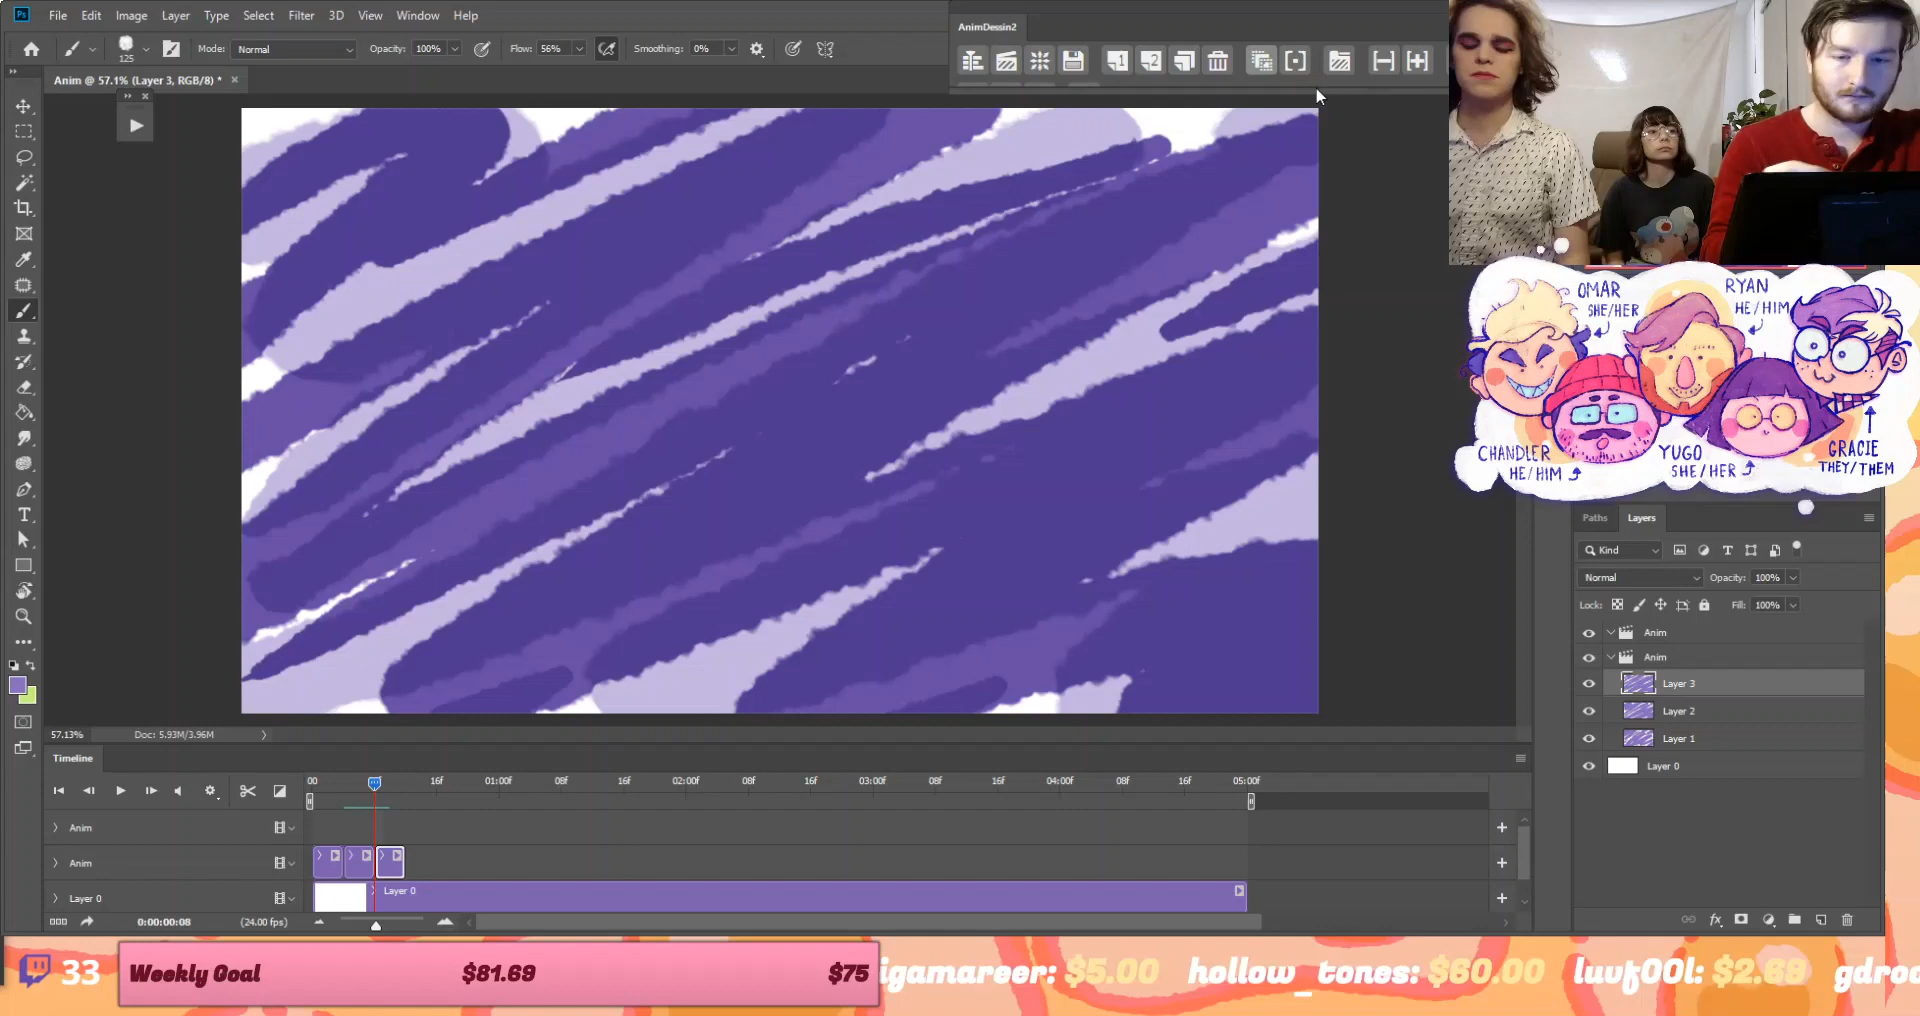 Ps File Edit Image Layer Type Select Filter 3D View Window Help
AnimDessin2
125 Mode: Normal Opacity: 100% Flow: 56% Smoothing: 0%
1 2
Anim @ 57.1% (Layer 3, RGB/8) *
OMAR
SHE/HER
RYAN
HE/HIM
CHANDLER
HE/HIM
YUGO
SHE/HER
GRACIE
THEY/THEM
Paths Layers
Kind
Normal Opacity: 100%
Lock: Fill: 100%
Anim
Anim
Layer 3
Layer 2
Layer 1
Layer 0
57.13% Doc: 5.93M/3.96M
Timeline
00 16f 01:00f 08f 16f 02:00f 08f 16f 03:00f 08f 16f 04:00f 08f 16f 05:00f
Anim
Anim
Layer 0 Layer 0
0:00:00:08 (24.00 fps)
33 Weekly Goal $81.69 $75 igamareer: $5.00 hollow_tones: $60.00 luvf00l: $2.69 gdroc